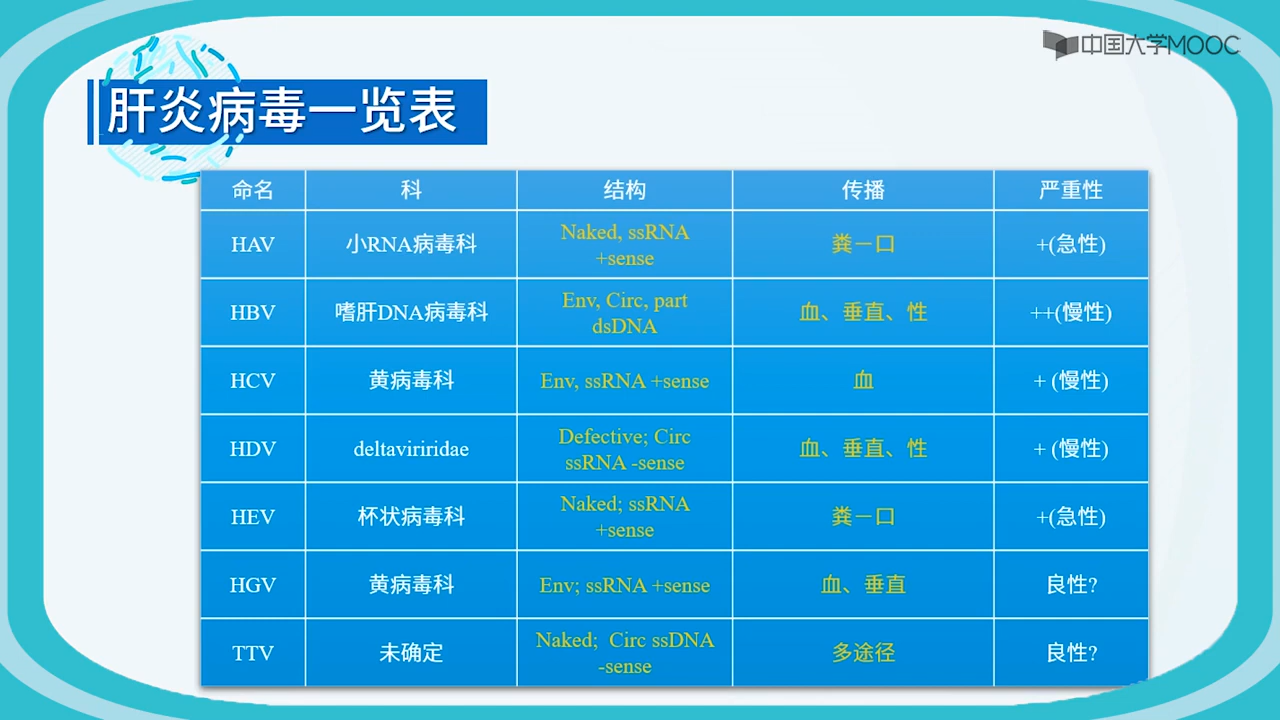 中国大学MOOC
肝炎病毒一览表
命名 科 结构 传播 严重性
HAV 小RNA病毒科 Naked, ssRNA +sense 粪－口 +(急性)
HBV 嗜肝DNA病毒科 Env, Circ, part dsDNA 血、垂直、性 ++(慢性)
HCV 黄病毒科 Env, ssRNA +sense 血 + (慢性)
HDV deltaviriridae Defective; Circ ssRNA -sense 血、垂直、性 + (慢性)
HEV 杯状病毒科 Naked; ssRNA +sense 粪－口 +(急性)
HGV 黄病毒科 Env; ssRNA +sense 血、垂直 良性?
TTV 未确定 Naked; Circ ssDNA -sense 多途径 良性?